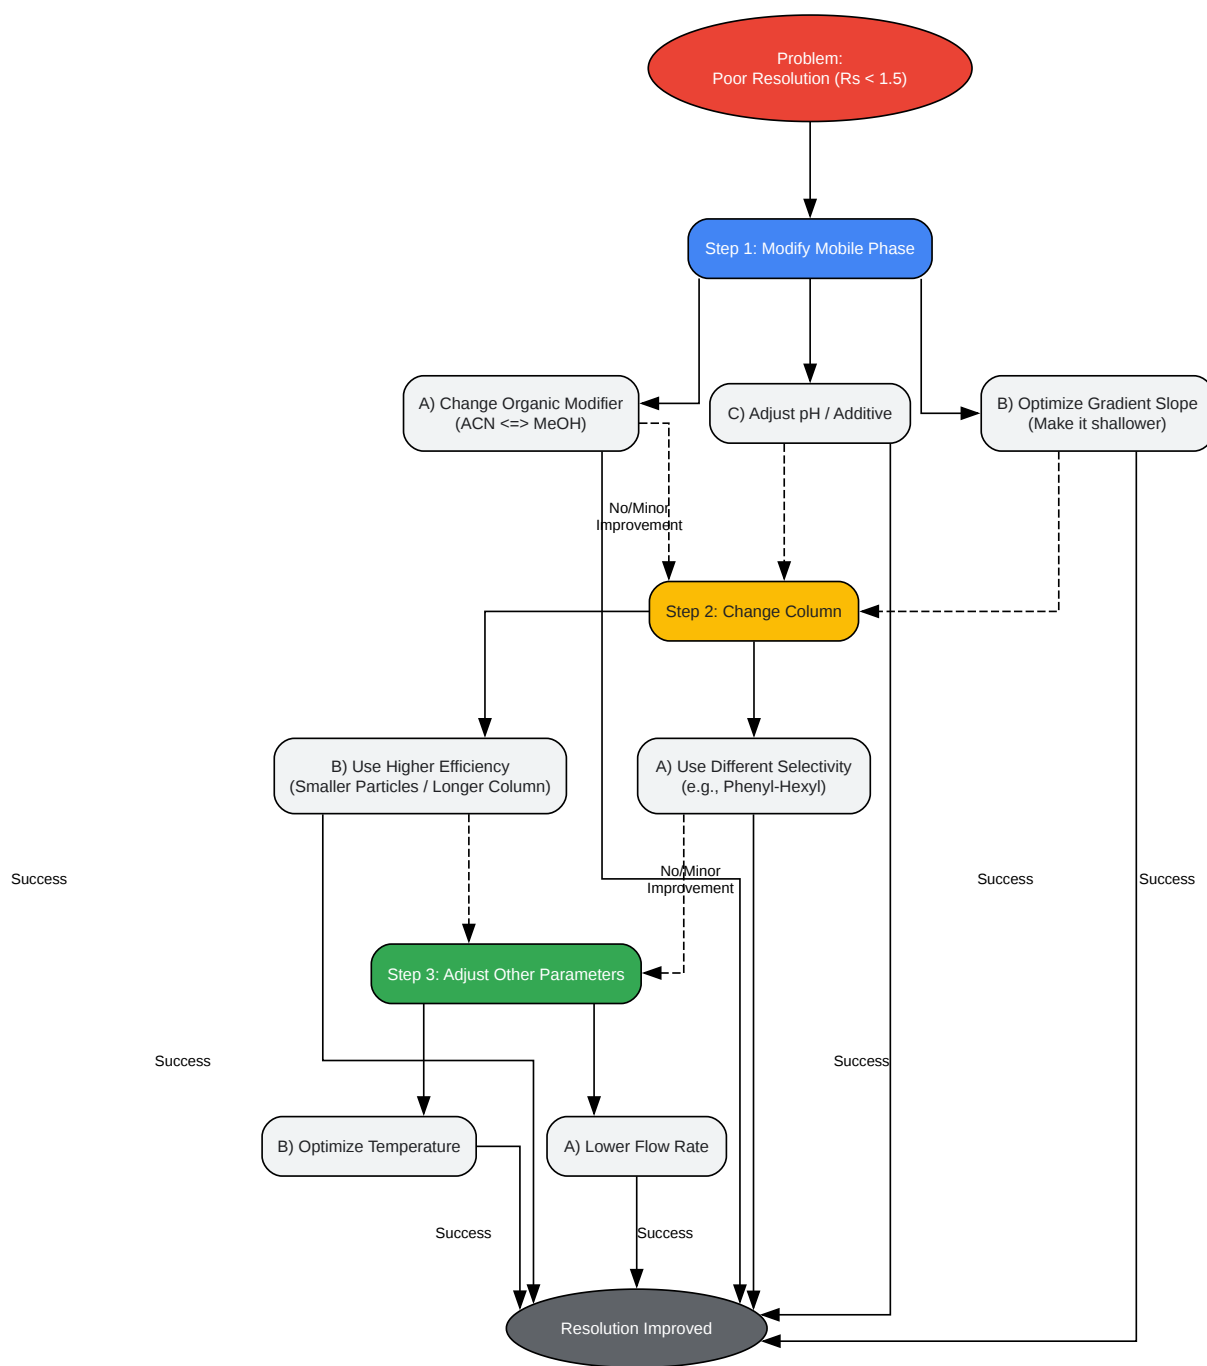 Problem:
Poor Resolution (Rs < 1.5)
Step 1: Modify Mobile Phase
A) Change Organic Modifier
(ACN <=> MeOH)
C) Adjust pH / Additive
B) Optimize Gradient Slope
(Make it shallower)
No/Minor
Improvement
Step 2: Change Column
B) Use Higher Efficiency
(Smaller Particles / Longer Column)
A) Use Different Selectivity
(e.g., Phenyl-Hexyl)
Success
No/Minor
Improvement
Success
Success
Step 3: Adjust Other Parameters
Success
Success
B) Optimize Temperature
A) Lower Flow Rate
Success
Success
Resolution Improved